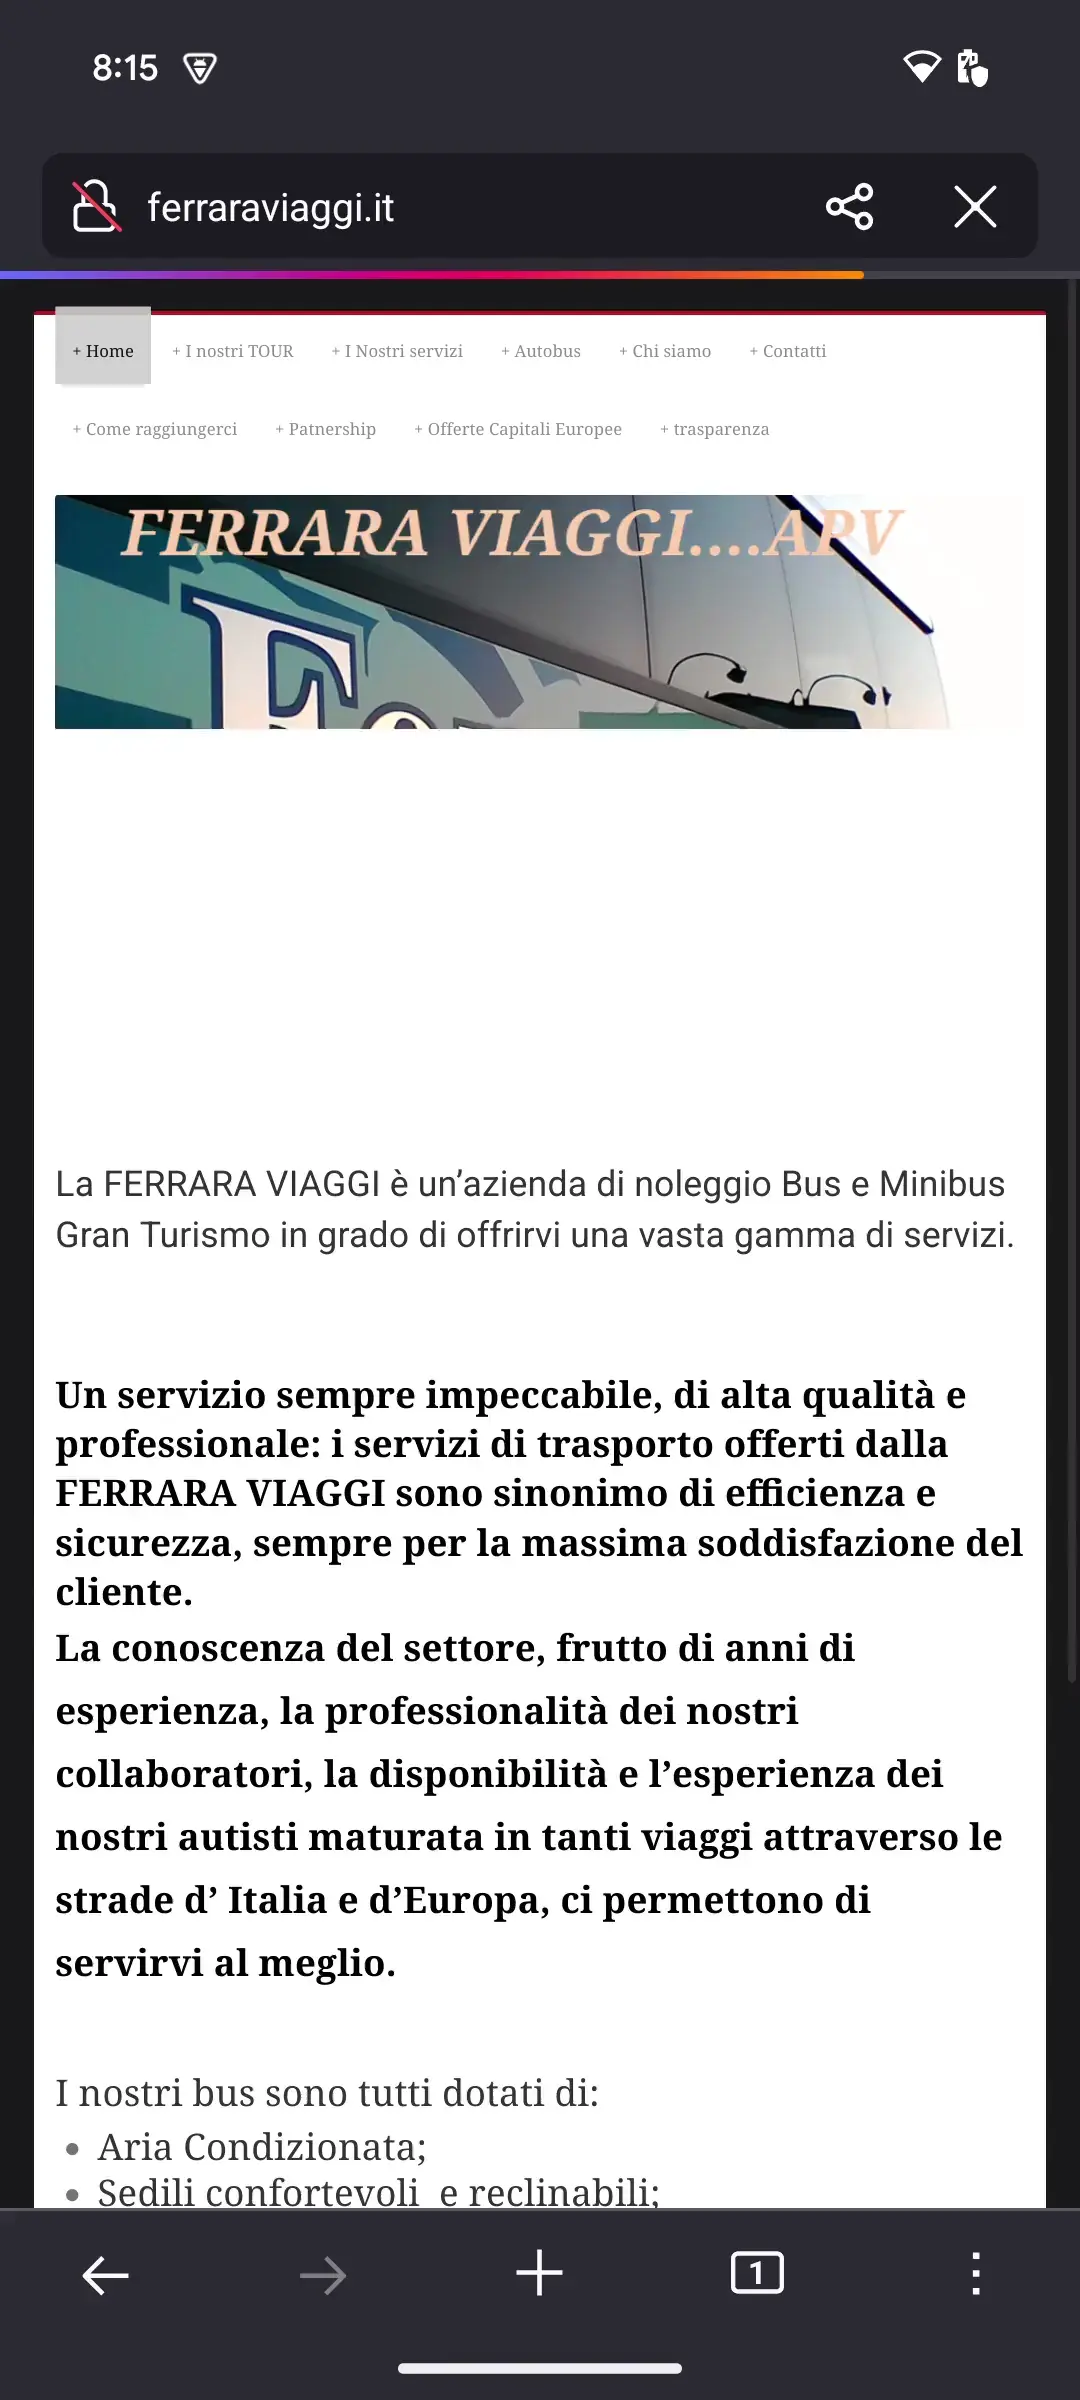 8:15
ferraraviaggi.it
+ Home + I nostri TOUR + I Nostri servizi + Autobus + Chi siamo + Contatti
+ Come raggiungerci + Patnership + Offerte Capitali Europee + trasparenza
FERRARA VIAGGI....APV
La FERRARA VIAGGI è un’azienda di noleggio Bus e Minibus
Gran Turismo in grado di offrirvi una vasta gamma di servizi.
Un servizio sempre impeccabile, di alta qualità e
professionale: i servizi di trasporto offerti dalla
FERRARA VIAGGI sono sinonimo di efficienza e
sicurezza, sempre per la massima soddisfazione del
cliente.
La conoscenza del settore, frutto di anni di
esperienza, la professionalità dei nostri
collaboratori, la disponibilità e l’esperienza dei
nostri autisti maturata in tanti viaggi attraverso le
strade d’ Italia e d’Europa, ci permettono di
servirvi al meglio.
I nostri bus sono tutti dotati di:
Aria Condizionata;
Sedili confortevoli  e reclinabili;
1